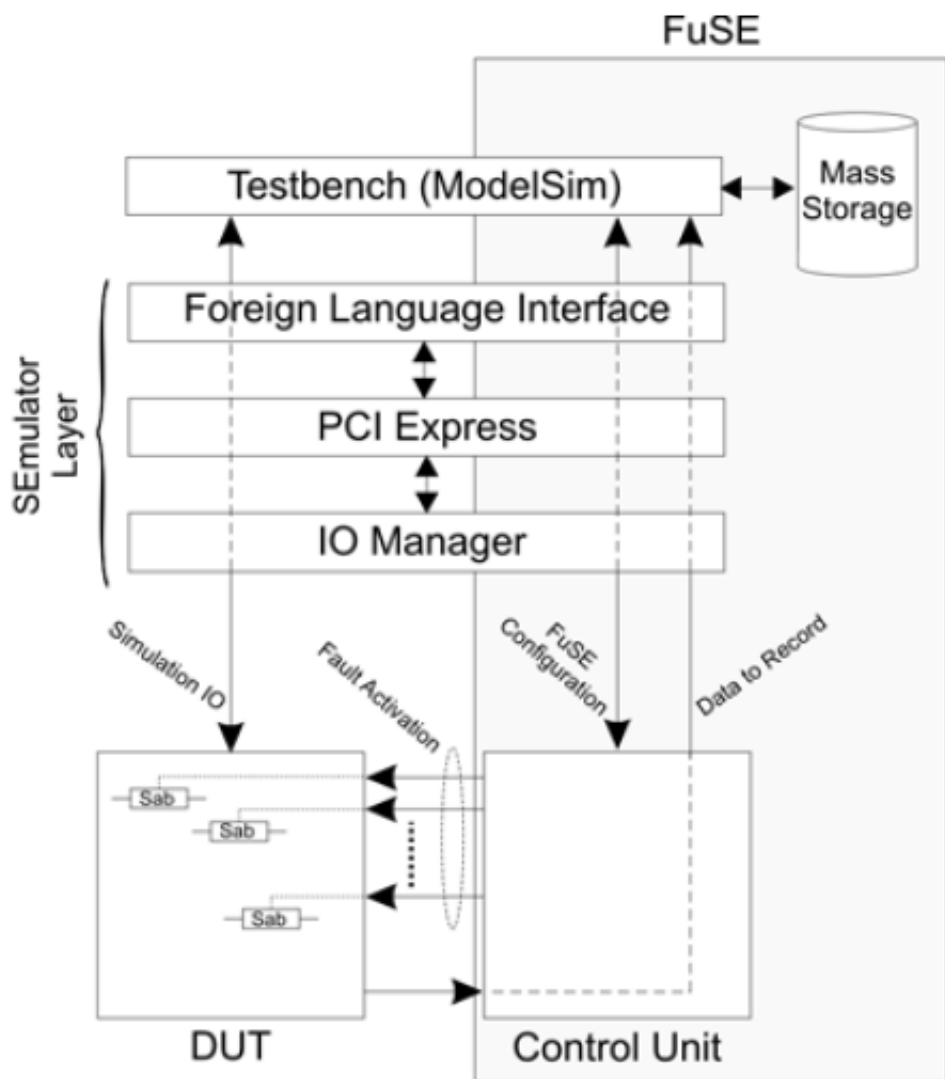 FuSE
Mass
Storage
Testbench (ModelSim)
Foreign Language Interface
PCI Express
IO Manager
SEmulator
Layer
Simulation IO
Fault Activation
FuSE
Configuration
Data to Record
Sab
Sab
Sab
DUT
Control Unit